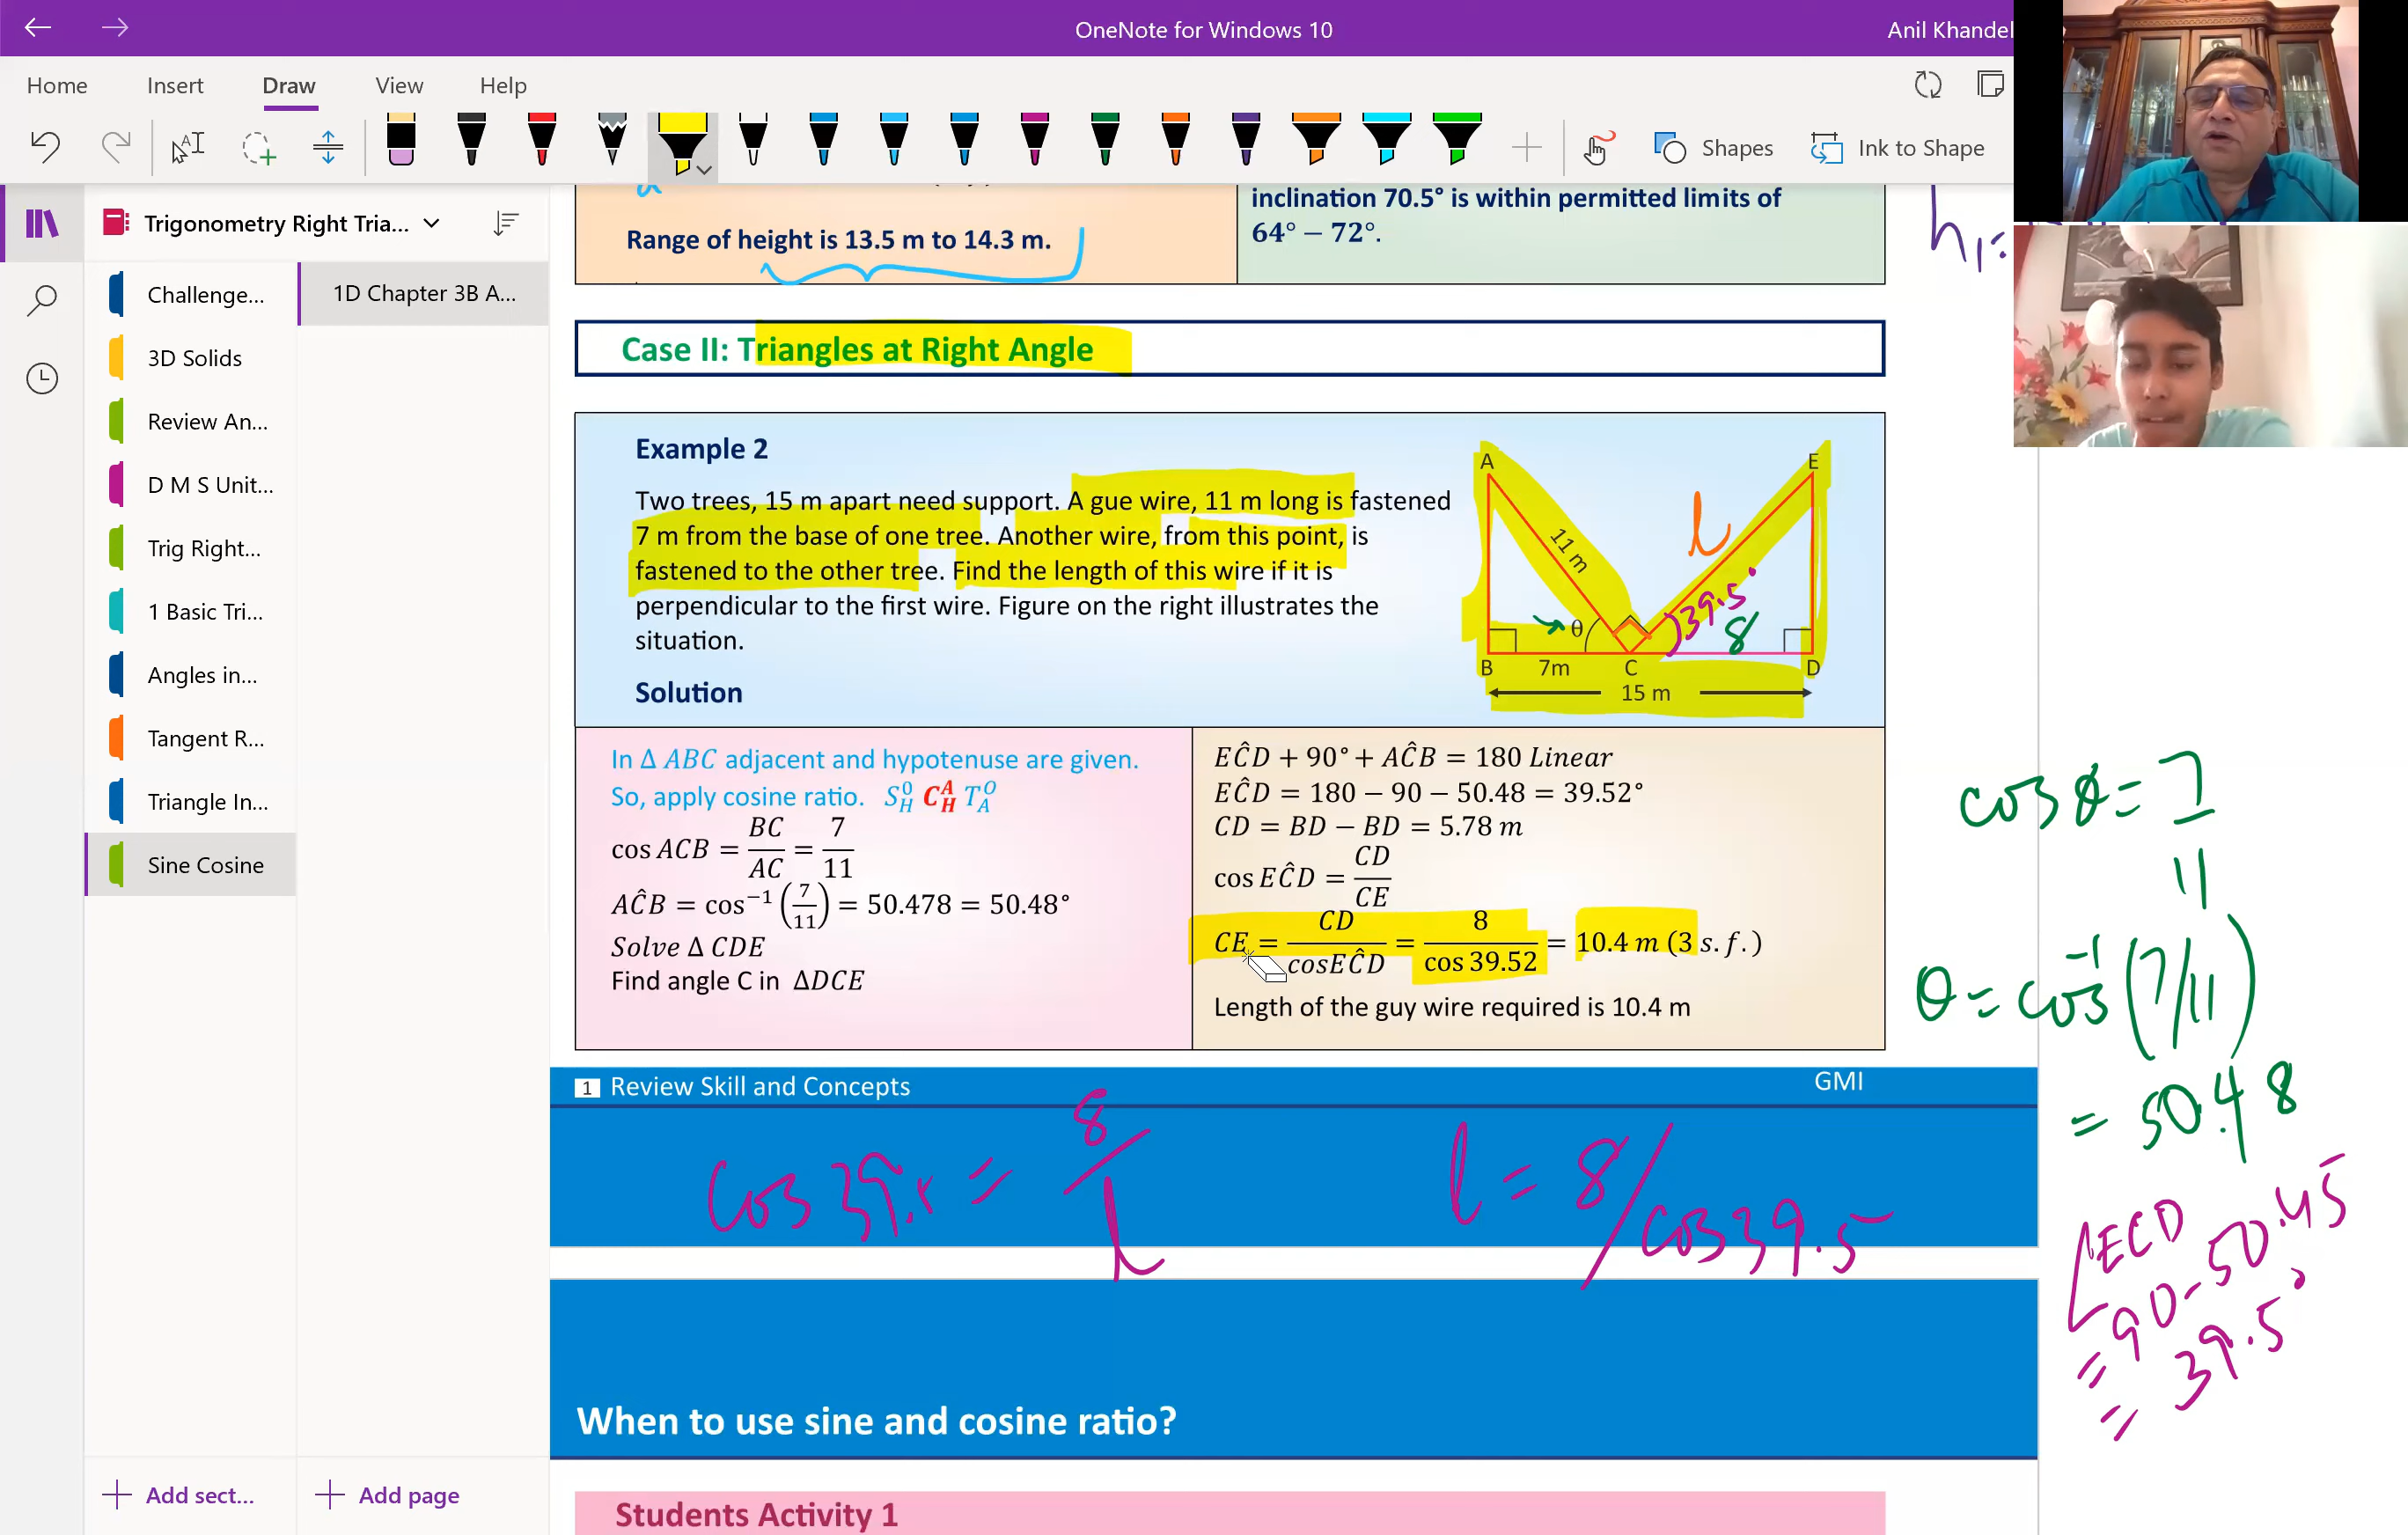 OneNote for Windows 10
Anil Khandel
Home Insert Draw View Help
Shapes
Ink to Shape
Trigonometry Right Tria...
1D Chapter 3B A...
Challenge...
3D Solids
Review An...
D M S Unit...
Trig Right...
1 Basic Tri...
Angles in...
Tangent R...
Triangle In...
Sine Cosine
Add sect...
Add page
Range of height is 13.5 m to 14.3 m.
inclination 70.5° is within permitted limits of
64° − 72°.
h₁=
Case II: Triangles at Right Angle
Example 2
Two trees, 15 m apart need support. A gue wire, 11 m long is fastened
7 m from the base of one tree. Another wire, from this point, is
fastened to the other tree. Find the length of this wire if it is
perpendicular to the first wire. Figure on the right illustrates the
situation.
A E
11 m l
39.5°
θ 8
B 7m C D
15 m
Solution
In Δ ABC adjacent and hypotenuse are given.
So, apply cosine ratio. S^0_H C^A_H T^O_A
cos ACB = BC/AC = 7/11
AĈB = cos⁻¹ (7/11) = 50.478 = 50.48°
Solve Δ CDE
Find angle C in ΔDCE
EĈD + 90° + AĈB = 180 Linear
EĈD = 180 − 90 − 50.48 = 39.52°
CD = BD − BD = 5.78 m
cos EĈD = CD/CE
CE = CD/cosEĈD = 8/cos 39.52 = 10.4 m (3 s.f.)
Length of the guy wire required is 10.4 m
cos θ = 7/11
θ = cos⁻¹ (7/11)
= 50.48
∠ECD
= 90 - 50.45
= 39.5°
1 Review Skill and Concepts
GMI
cos 39.5 = 8/l
l = 8/cos 39.5
When to use sine and cosine ratio?
Students Activity 1